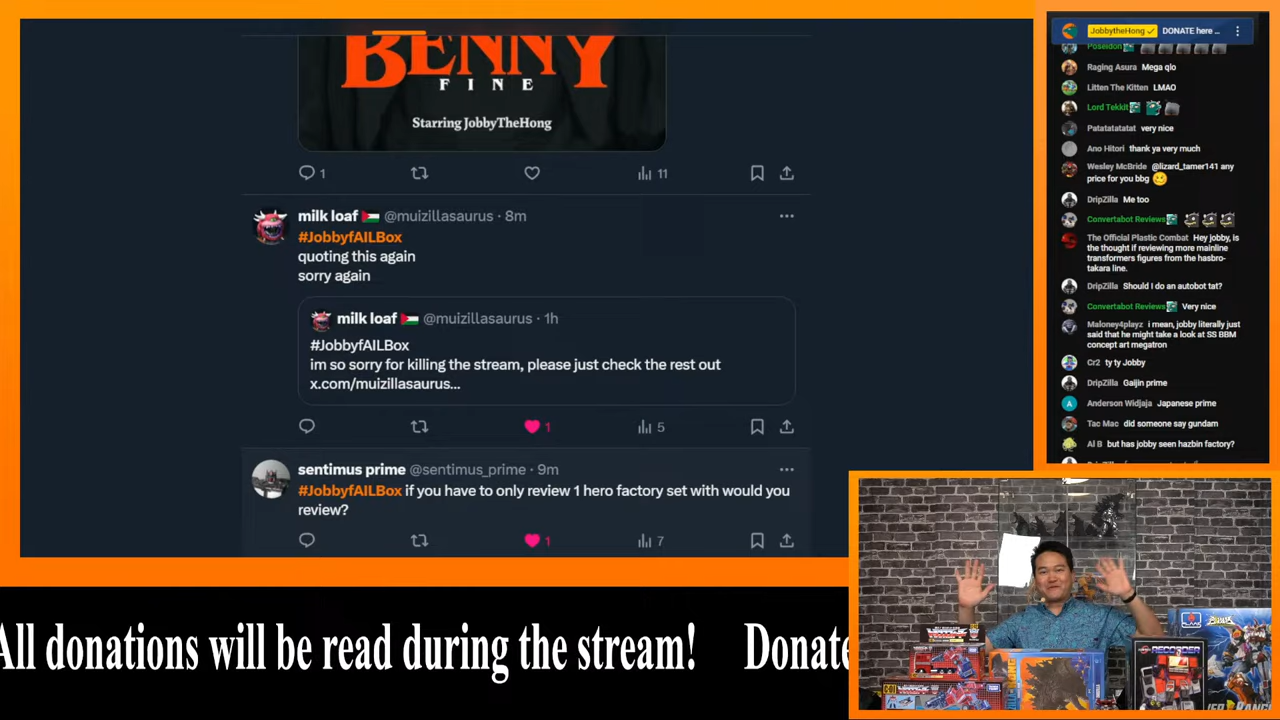 BENNY
FINE
Starring JobbyTheHong
1
11
milk loaf @muizillasaurus · 8m
#JobbyfAILBox
quoting this again
sorry again
milk loaf @muizillasaurus · 1h
#JobbyfAILBox
im so sorry for killing the stream, please just check the rest out
x.com/muizillasaurus...
1
5
sentimus prime @sentimus_prime · 9m
#JobbyfAILBox if you have to only review 1 hero factory set with would you
review?
1
7
All donations will be read during the stream! Donate
JobbytheHong DONATE here ...
Poseidon
Raging Asura Mega qlo
Litten The Kitten LMAO
Lord Tekkit
Patatatatatat very nice
Ano Hitori thank ya very much
Wesley McBride @lizard_tamer141 any
price for you bbg
DripZilla Me too
Convertabot Reviews
The Official Plastic Combat Hey jobby, is
the thought if reviewing more mainline
transformers figures from the hasbro-
takara line.
DripZilla Should I do an autobot tat?
Convertabot Reviews Very nice
Maloney4playz i mean, jobby literally just
said that he might take a look at SS BBM
concept art megatron
Cr2 ty ty Jobby
DripZilla Gaijin prime
A Anderson Widjaja Japanese prime
Tac Mac did someone say gundam
Al B but has jobby seen hazbin factory?
RECORDER